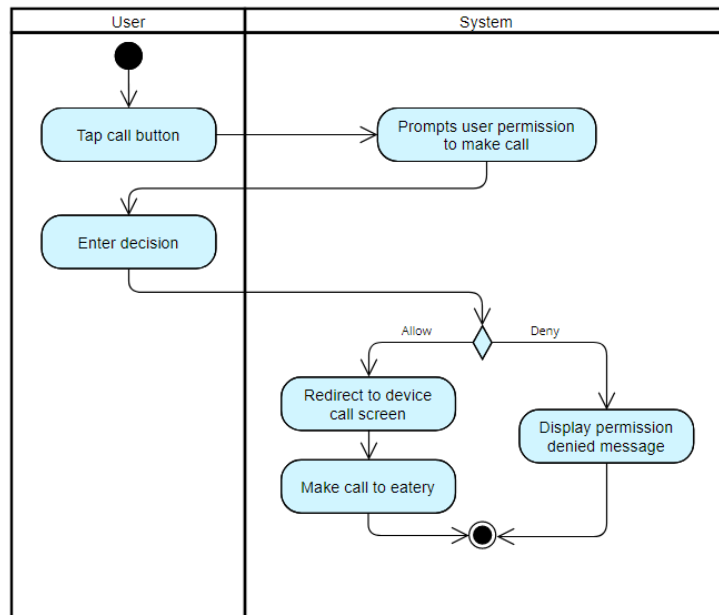 User
System
Tap call button
Prompts user permission
to make call
Enter decision
Allow
Deny
Redirect to device
call screen
Display permission
denied message
Make call to eatery